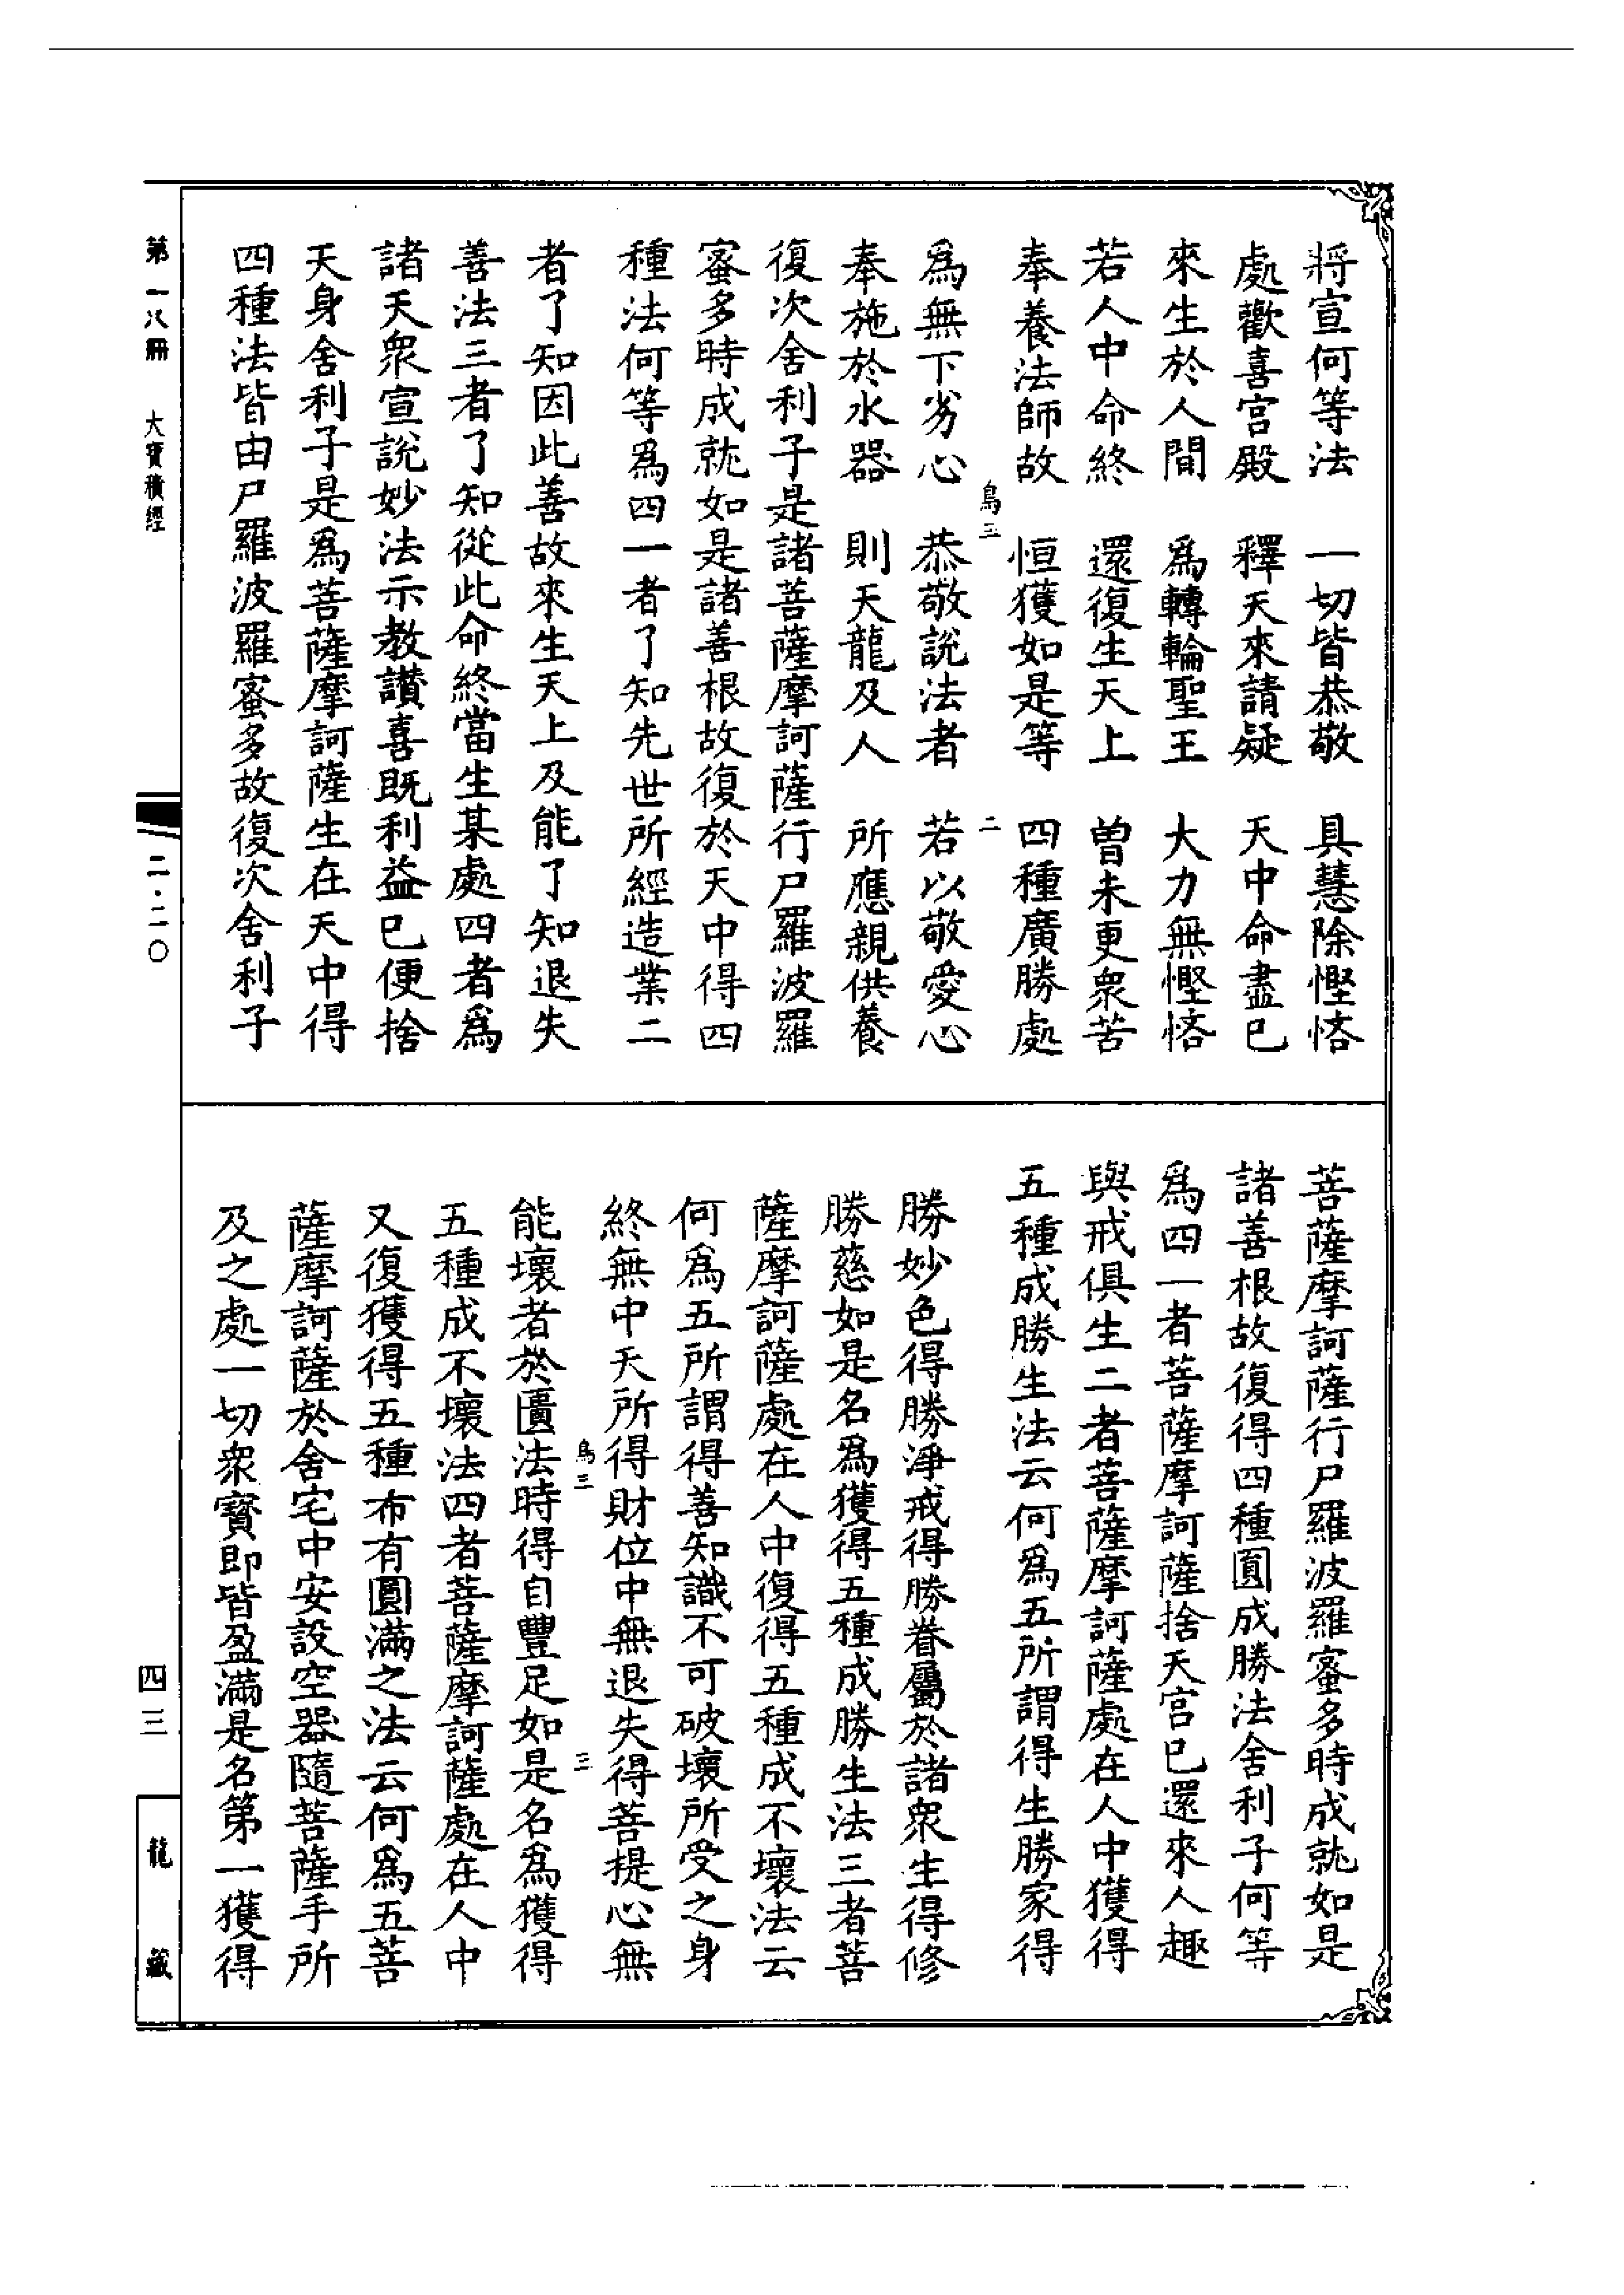 將宣何等法　一切皆恭敬　具慧除慳悋
處歡喜宮殿　釋天來請疑　天中命盡已
來生於人間　為轉輪聖王　大力無慳悋
若人中命終　還復生天上　曾未更衆苦
奉養法師故　恒獲如是等　四種廣勝處
鳥三　二
為無下劣心　恭敬說法者　若以敬愛心
奉施於水器　則天龍及人　所應親供養
復次舍利子是諸菩薩摩訶薩行尸羅波羅
蜜多時成就如是諸善根故復於天中得四
種法何等為四一者了知先世所經造業二
者了知因此善故來生天上及能了知退失
善法三者了知從此命終當生某處四者為
諸天衆宣說妙法示教讚喜既利益已便捨
天身舍利子是為菩薩摩訶薩生在天中得
四種法皆由尸羅波羅蜜多故復次舍利子
菩薩摩訶薩行尸羅波羅蜜多時成就如是
諸善根故復得四種圓成勝法舍利子何等
為四一者菩薩摩訶薩捨天宮已還來人趣
與戒俱生二者菩薩摩訶薩處在人中獲得
五種成勝生法云何為五所謂得生勝家得
勝妙色得勝淨戒得勝眷屬於諸衆生得修
勝慈如是名為獲得五種成勝生法三者菩
薩摩訶薩處在人中復得五種成不壞法云
何為五所謂得善知識不可破壞所受之身
終無中夭所得財位中無退失得菩提心無
鳥三　三
能壞者於匱法時得自豐足如是名為獲得
五種成不壞法四者菩薩摩訶薩處在人中
又復獲得五種布有圓滿之法云何為五菩
薩摩訶薩於舍宅中安設空器隨菩薩手所
及之處一切衆寳即皆盈滿是名第一獲得
第一八冊　大寶積經
二·二〇
四三
龍藏